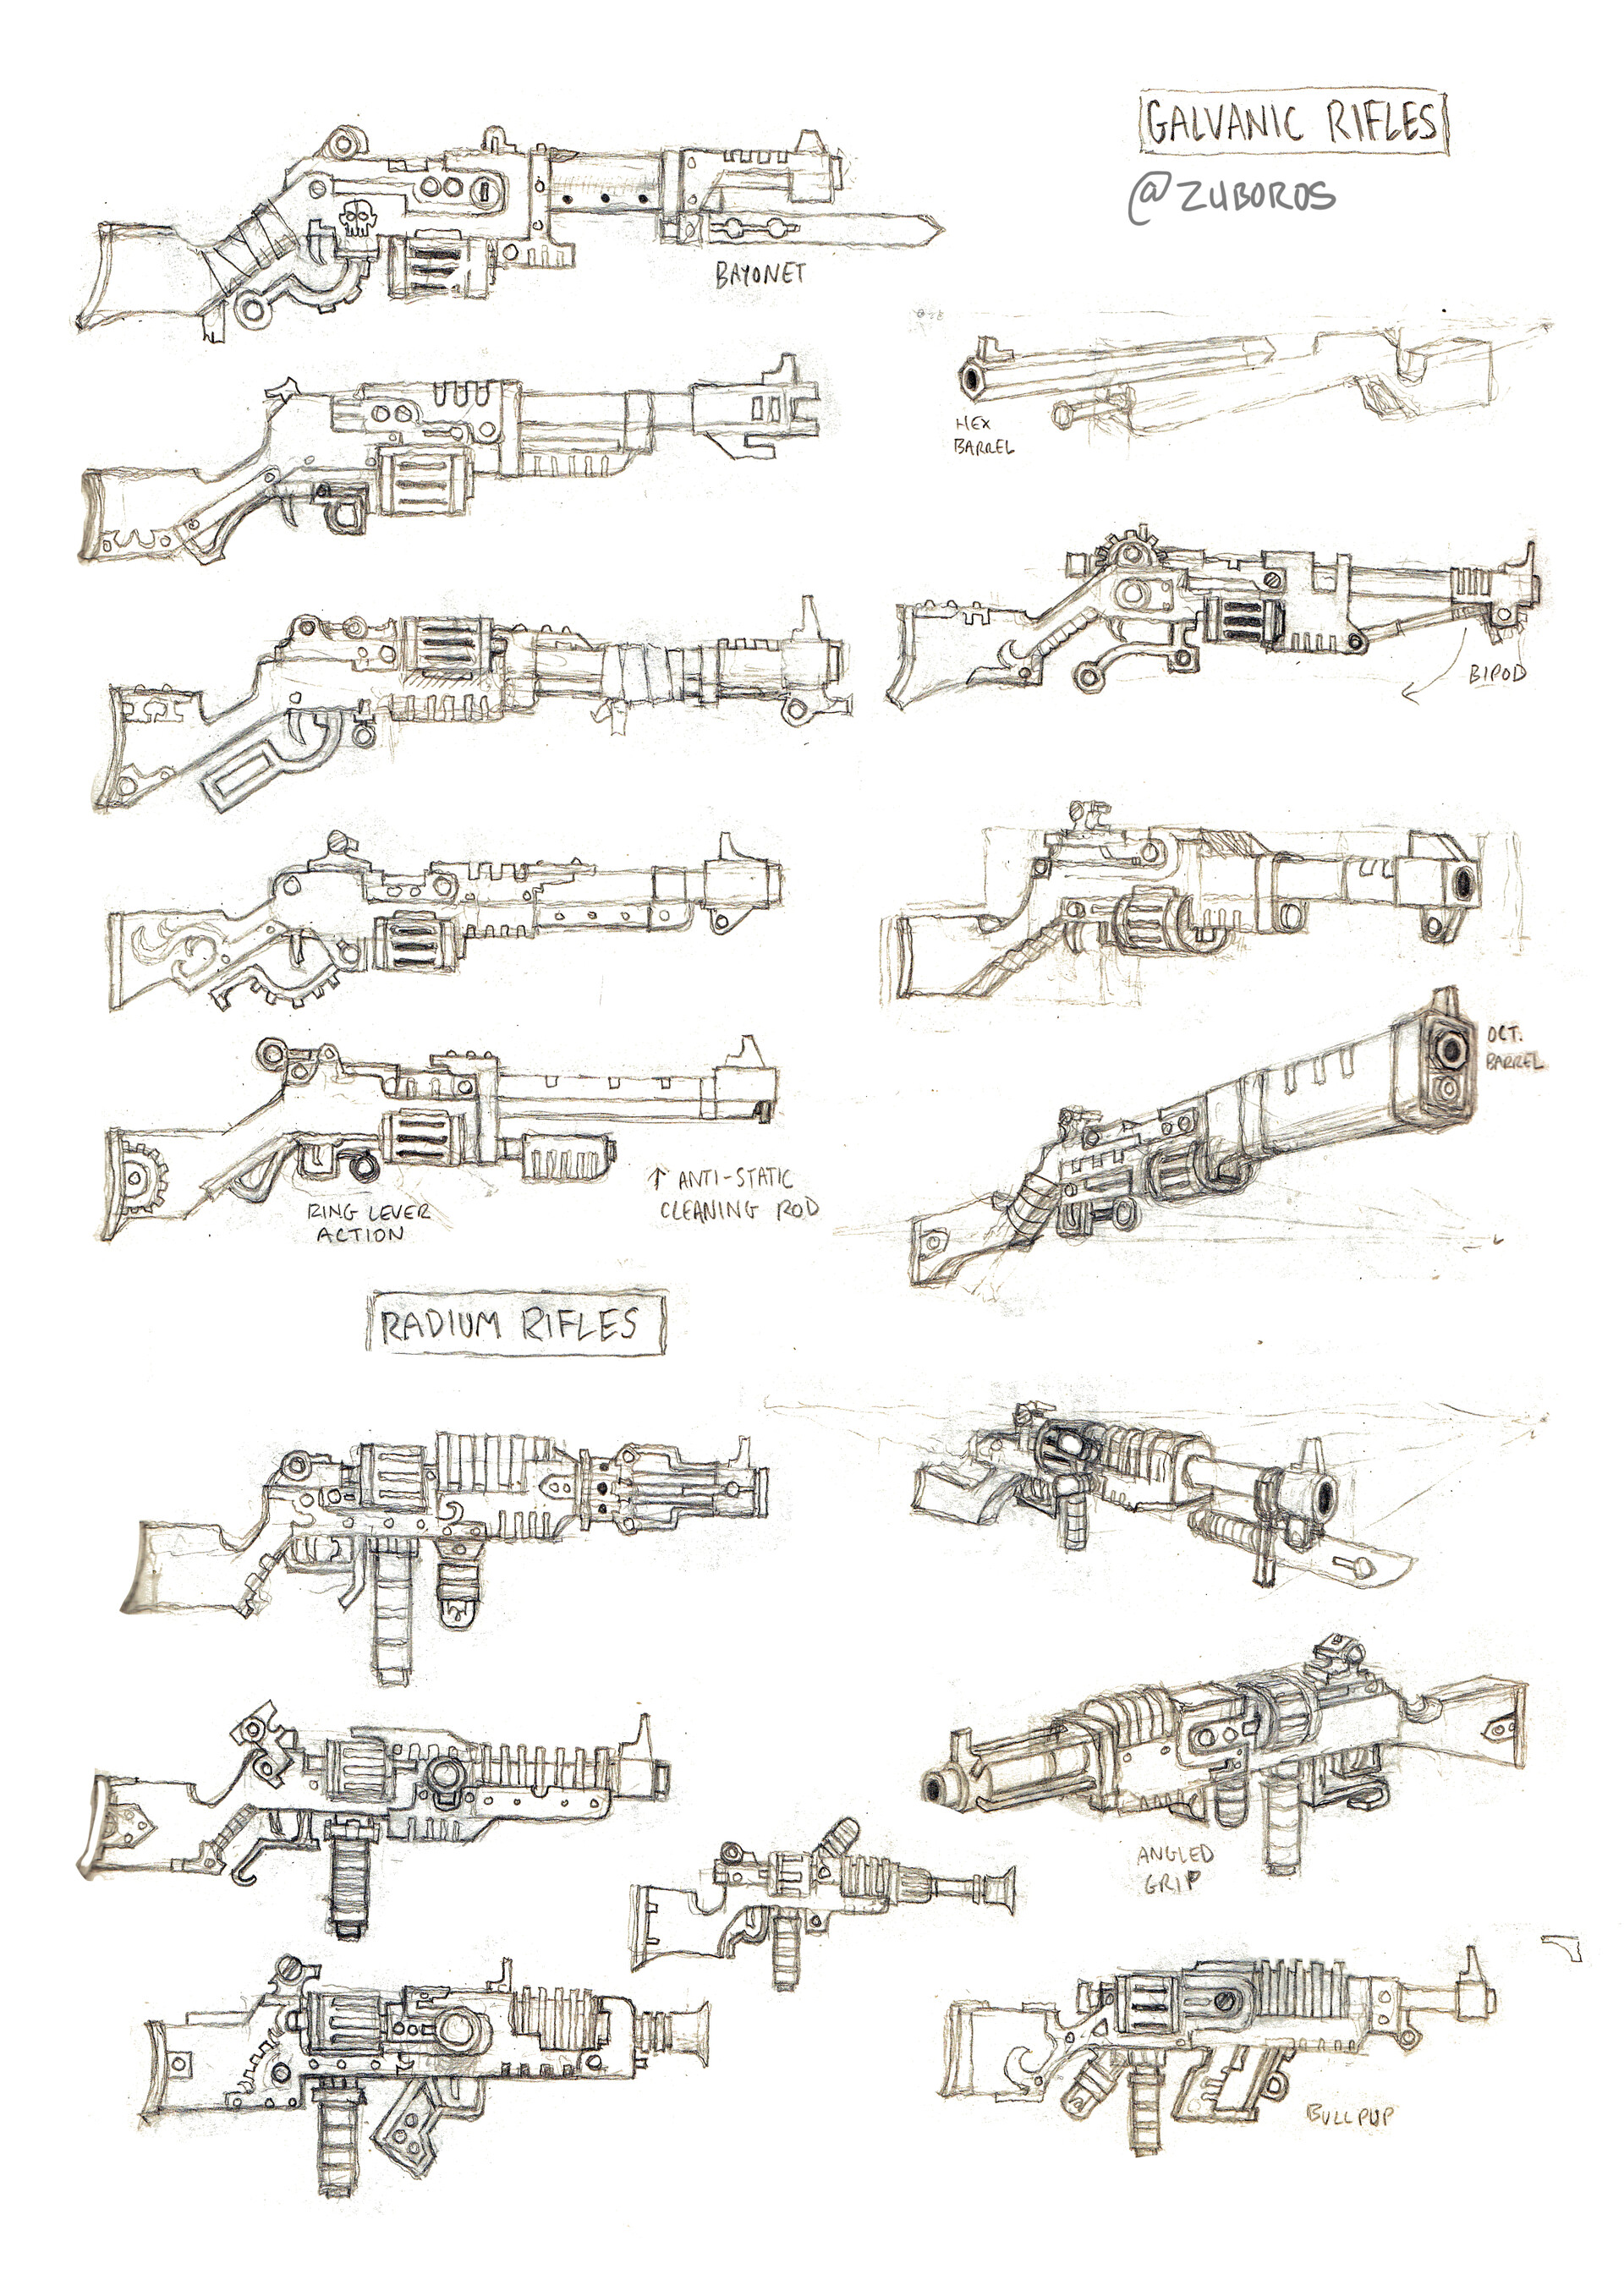 GALVANIC RIFLES
@ZUBOROS
BAYONET
HEX
BARREL
BIPOD
OCT.
BARREL
↑ ANTI-STATIC
CLEANING ROD
RING LEVER
ACTION
RADIUM RIFLES
ANGLED
GRIP
BULLPUP